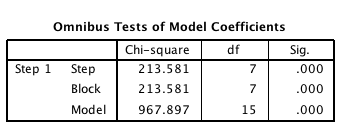 Omnibus Tests of Model Coefficients
Chi-square df Sig.
Step 1 Step 213.581 7 .000
Block 213.581 7 .000
Model 967.897 15 .000